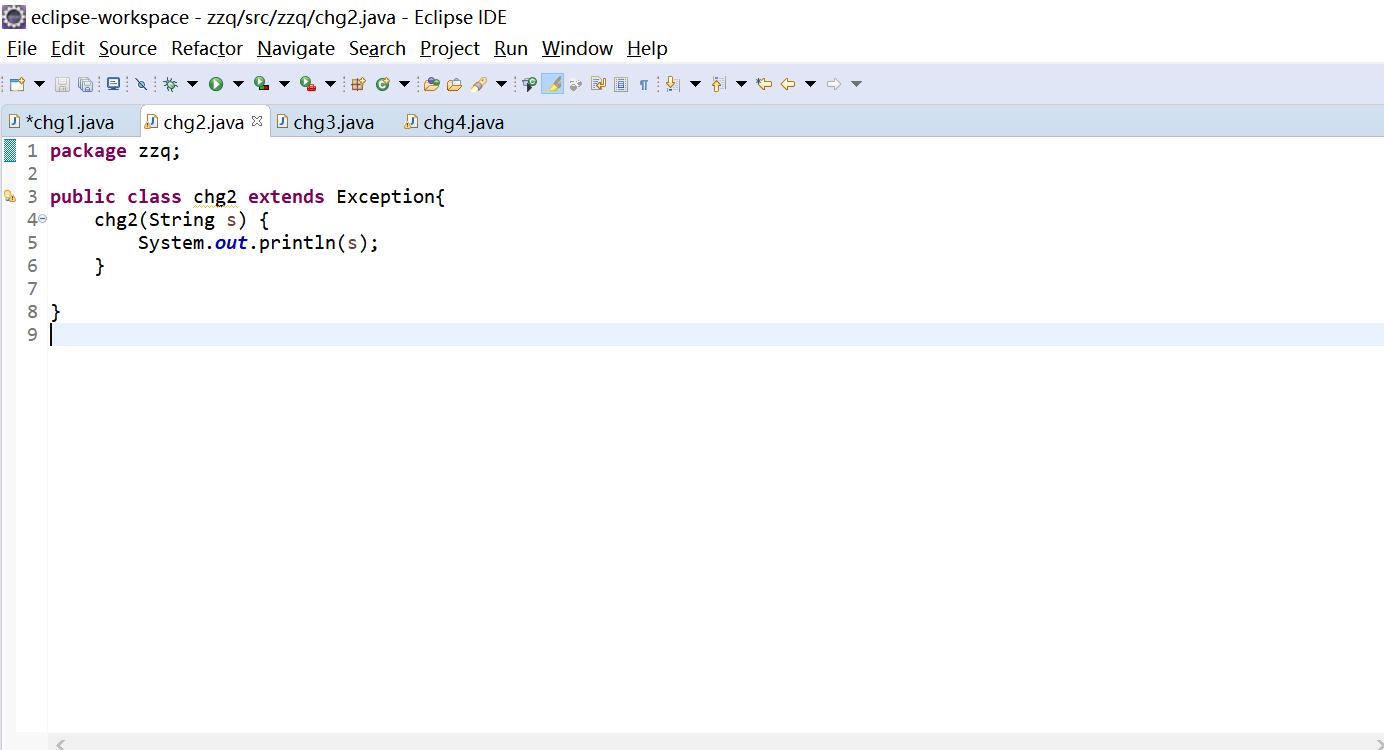 eclipse-workspace - zzq/src/zzq/chg2.java - Eclipse IDE
File Edit Source Refactor Navigate Search Project Run Window Help
*chg1.java chg2.java chg3.java chg4.java
1 package zzq;
2
3 public class chg2 extends Exception{
4 chg2(String s) {
5 System.out.println(s);
6 }
7
8 }
9